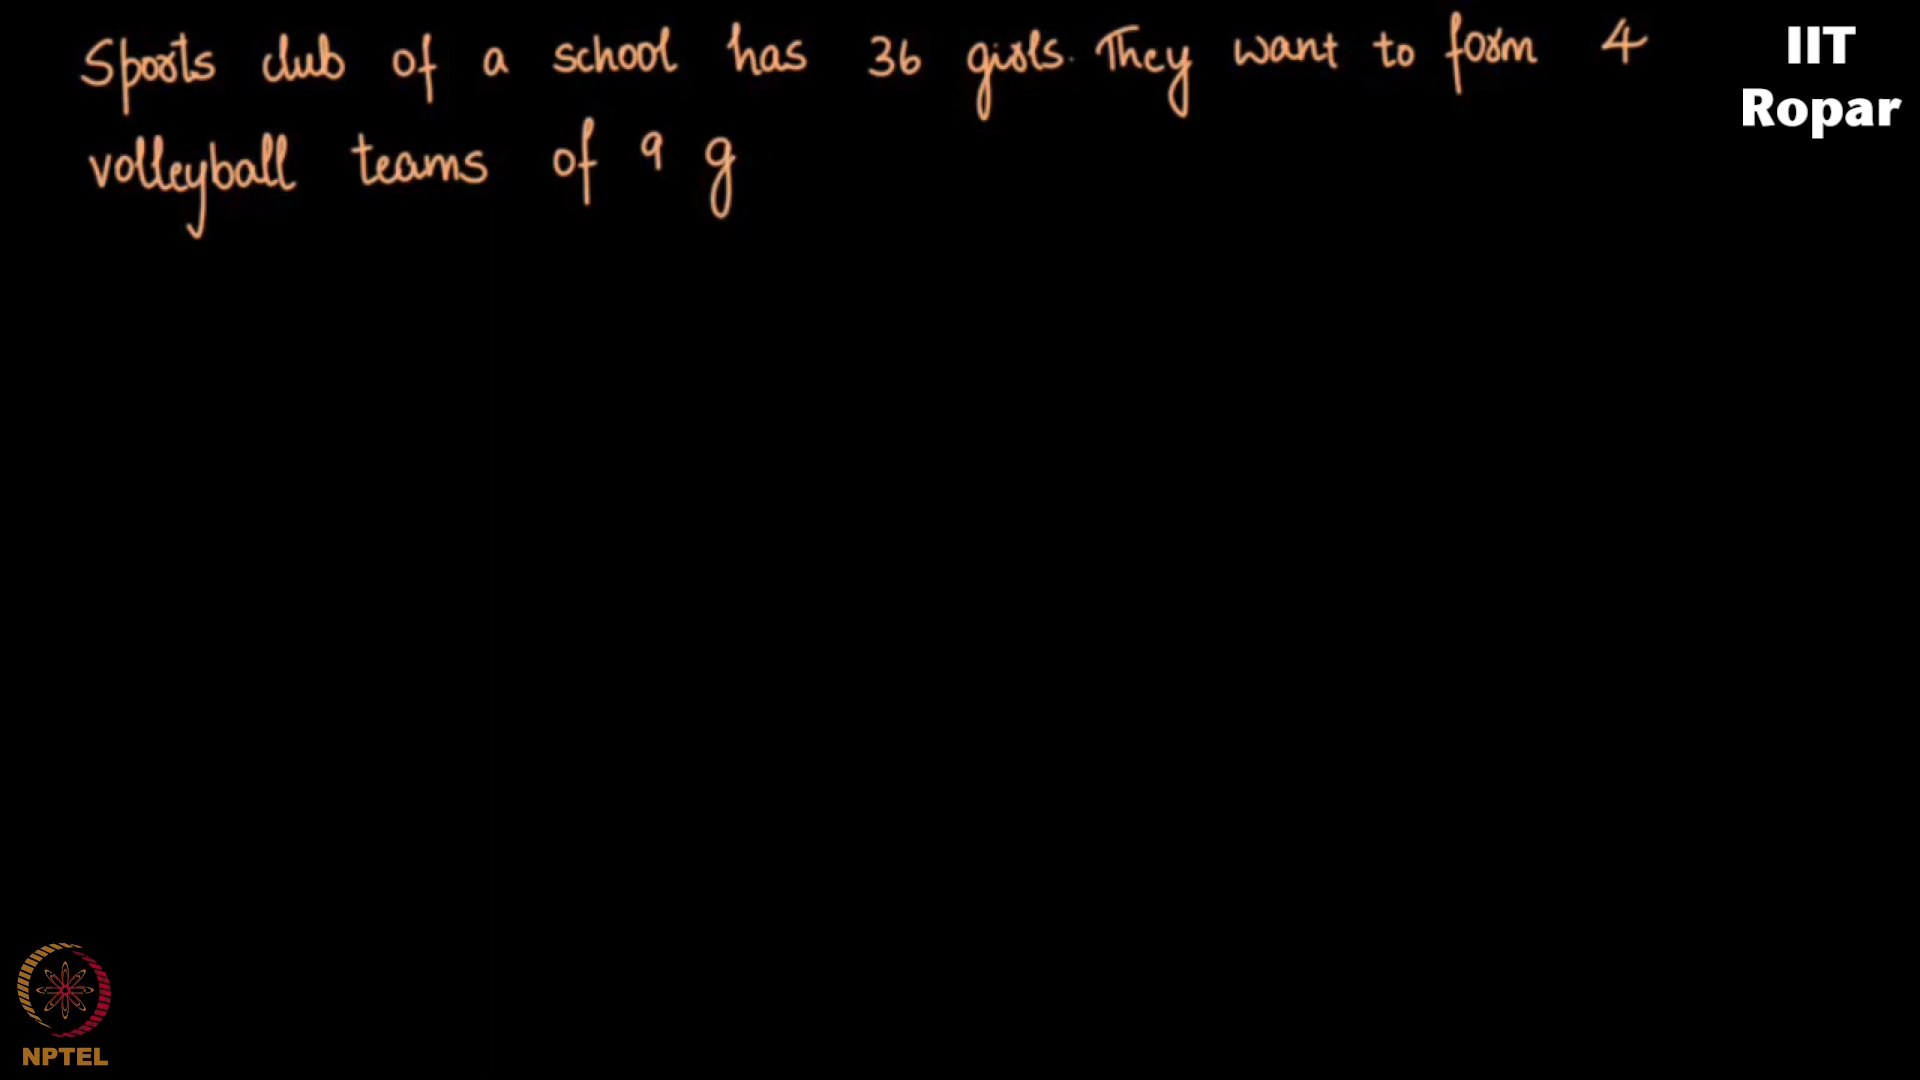 Sports club of a school has 36 girls. They want to form 4
volleyball teams of 9 g
IIT
Ropar
NPTEL